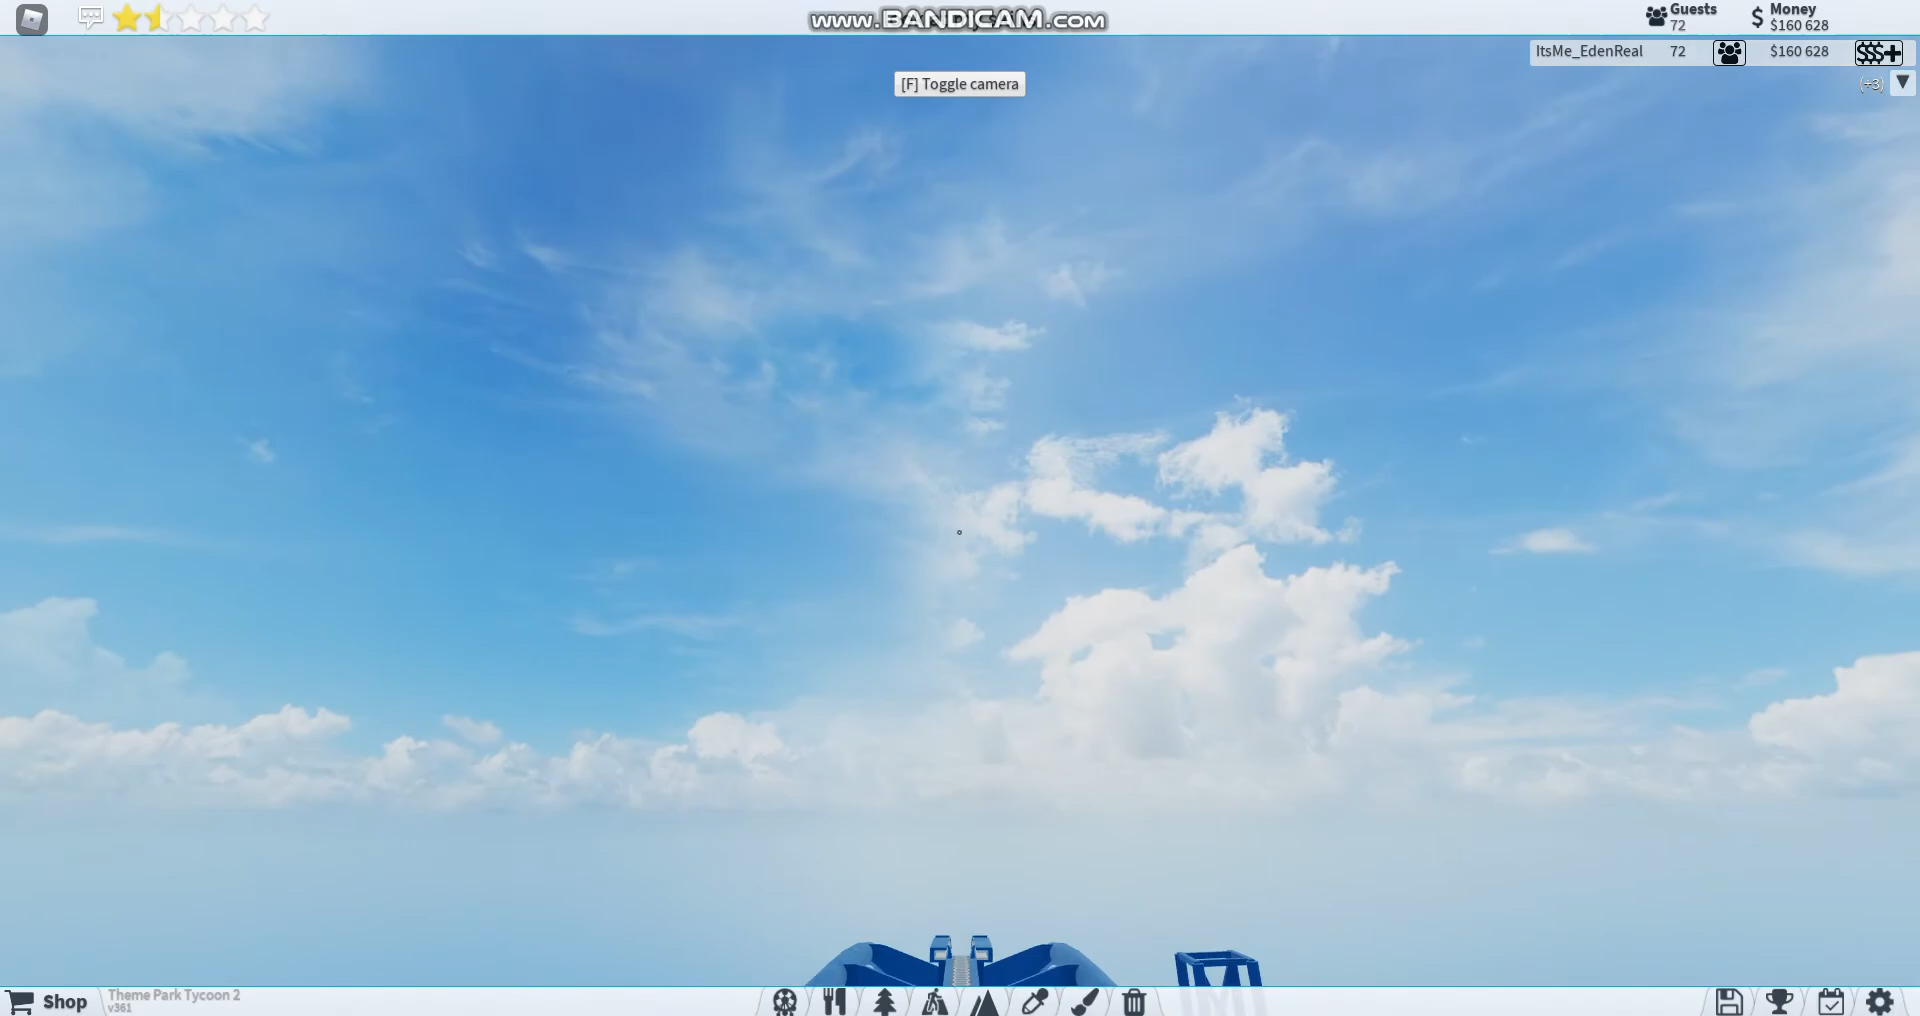 www.BANDICAM.com
Guests
72
Money
$160 628
ItsMe_EdenReal 72 $160 628 $$$+
[F] Toggle camera
(+3)
Shop
Theme Park Tycoon 2
v361